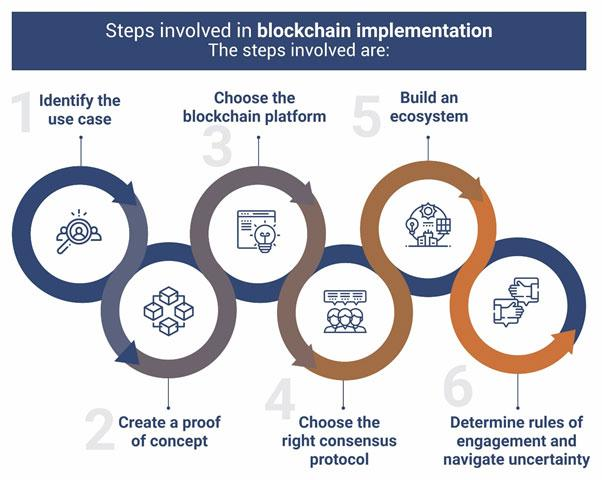 Steps involved in blockchain implementation
The steps involved are:
1
Identify the
use case
2
Create a proof
of concept
3
Choose the
blockchain platform
4
Choose the
right consensus
protocol
5
Build an
ecosystem
6
Determine rules of
engagement and
navigate uncertainty